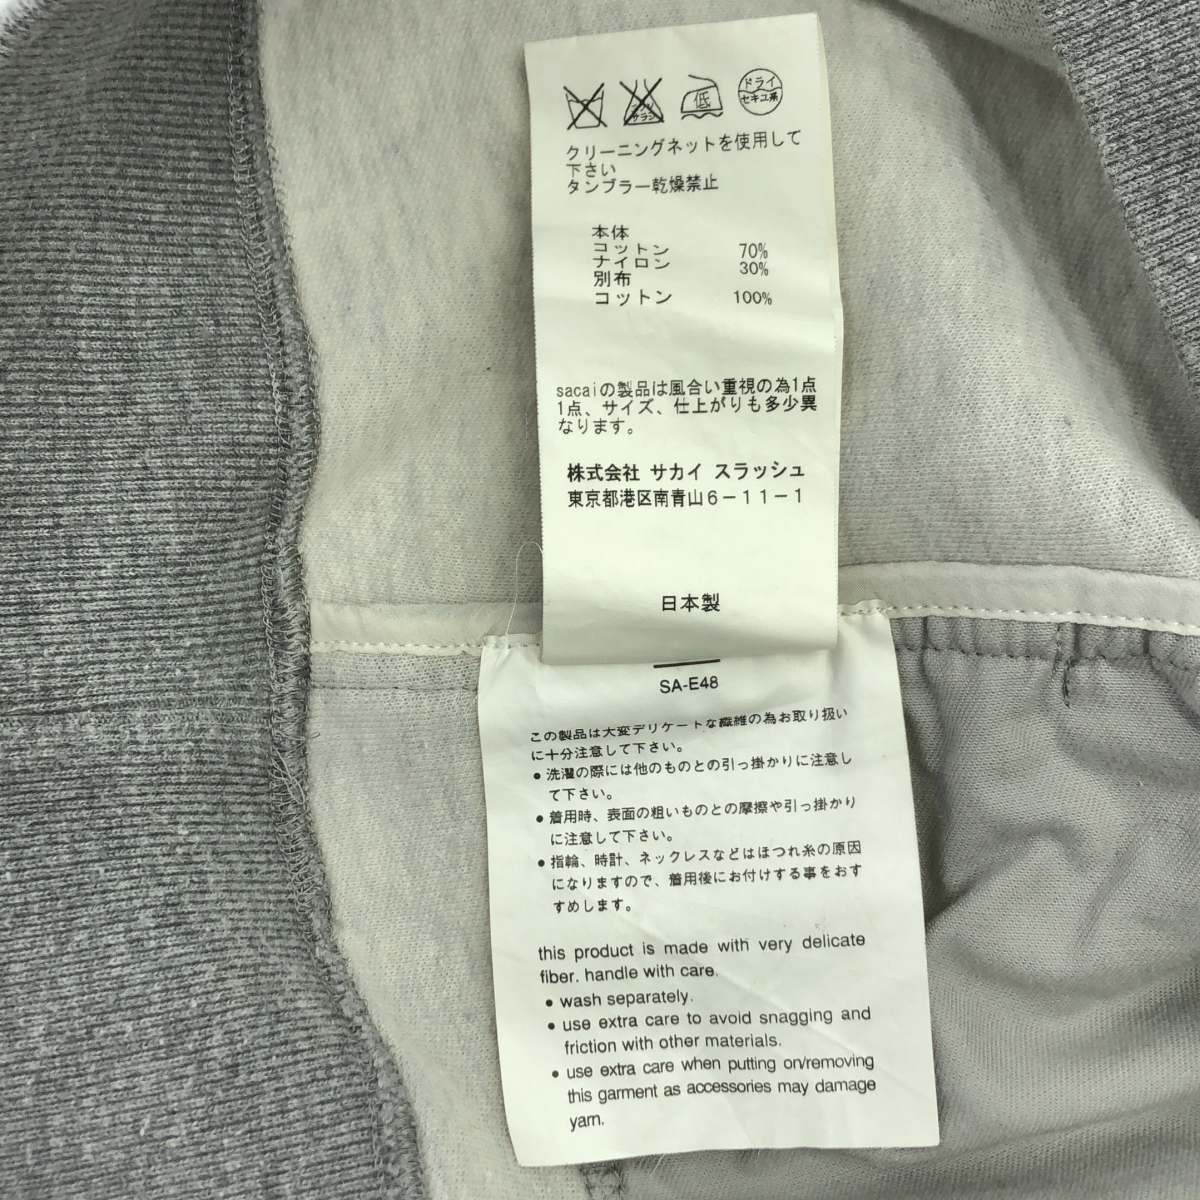 エンソ サラシ
低
ドライ
セキユ系
クリーニングネットを使用して
下さい
タンブラー乾燥禁止
本体
コットン 70%
ナイロン 30%
別布
コットン 100%
sacaiの製品は風合い重視の為1点
1点、サイズ、仕上がりも多少異
なります。
株式会社 サカイ スラッシュ
東京都港区南青山6-11-1
日本製
SA-E48
この製品は大変デリケートな繊維の為お取り扱い
に十分注意して下さい。
● 洗濯の際には他のものとの引っ掛かりに注意し
て下さい。
● 着用時、表面の粗いものとの摩擦や引っ掛かり
に注意して下さい。
● 指輪、時計、ネックレスなどはほつれ糸の原因
になりますので、着用後にお付けする事をおす
すめします。
this product is made with very delicate
fiber. handle with care.
● wash separately.
● use extra care to avoid snagging and
friction with other materials.
● use extra care when putting on/removing
this garment as accessories may damage
yarn.